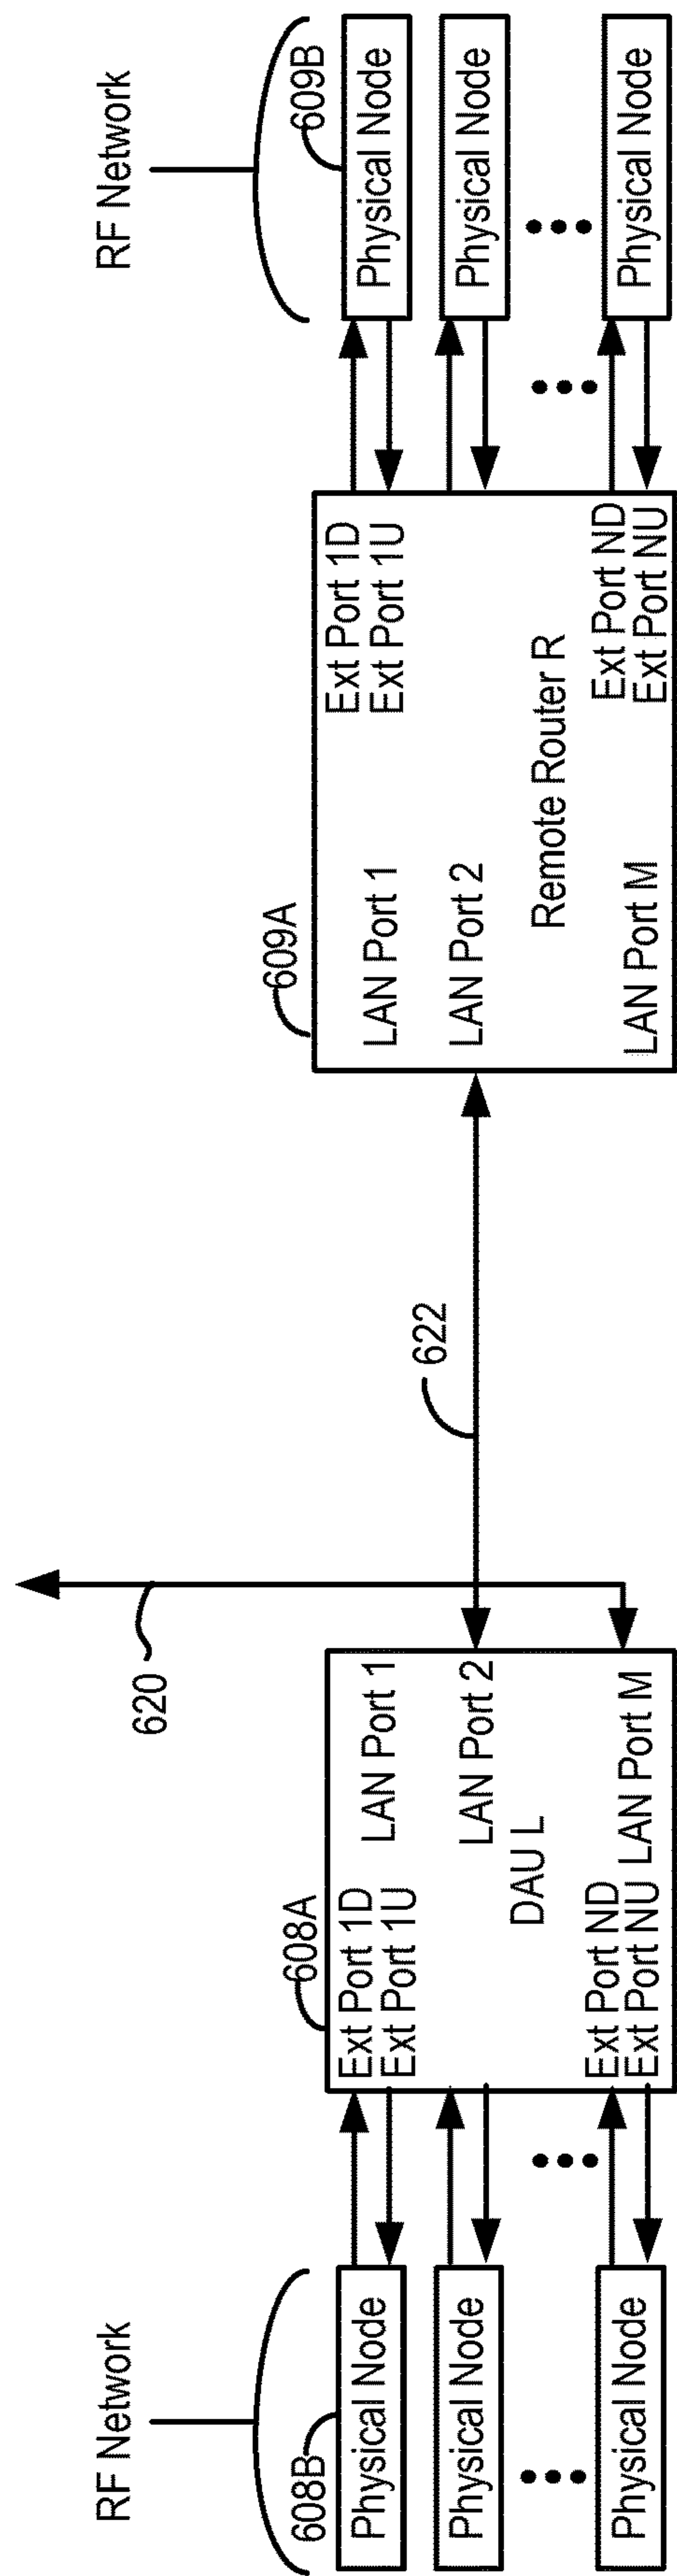 RF Network
608B
Physical Node
Physical Node
Physical Node
608A
Ext Port 1D
Ext Port 1U
LAN Port 1
LAN Port 2
DAU L
Ext Port ND
Ext Port NU
LAN Port M
620
622
609A
LAN Port 1
LAN Port 2
LAN Port M
Remote Router R
Ext Port 1D
Ext Port 1U
Ext Port ND
Ext Port NU
RF Network
609B
Physical Node
Physical Node
Physical Node